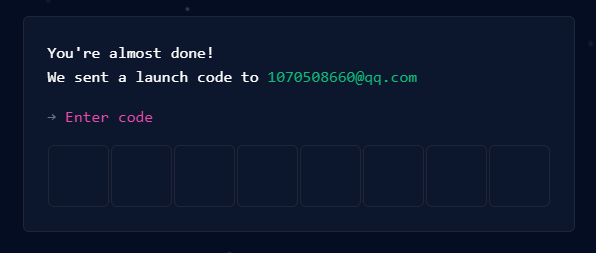 You're almost done!
We sent a launch code to 1070508660@qq.com
→ Enter code